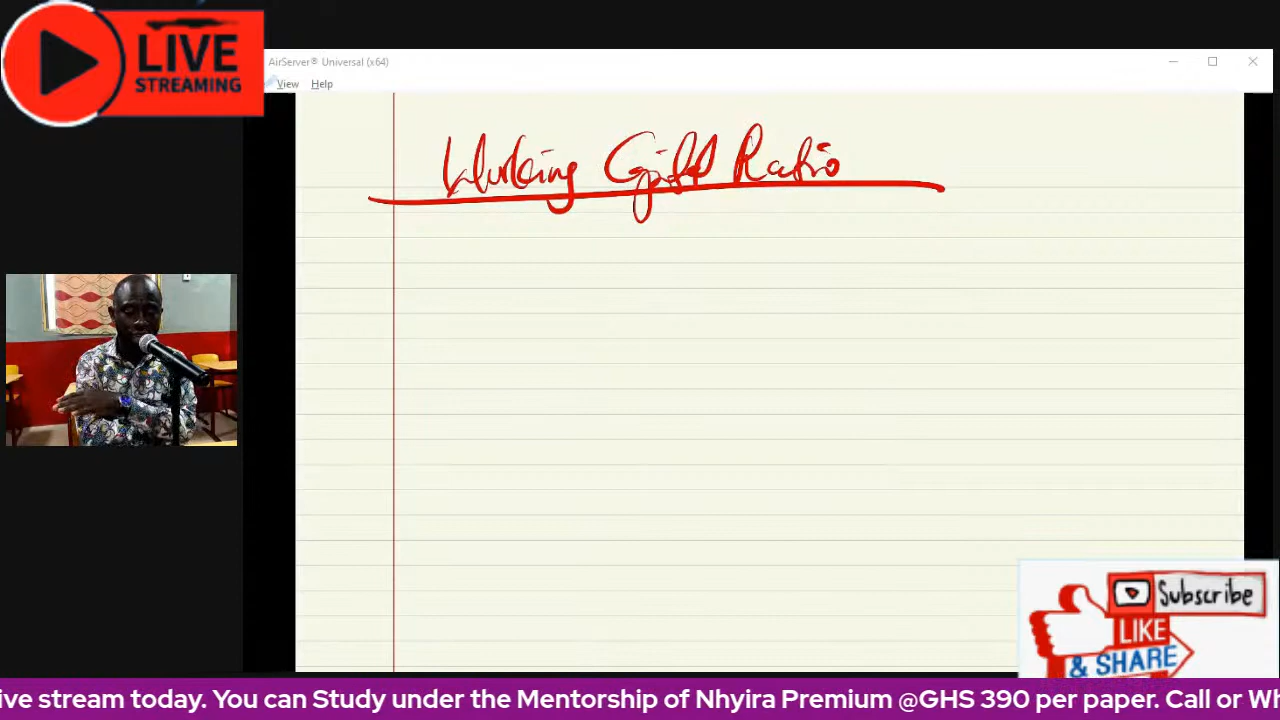 LIVE
STREAMING
AirServer® Universal (x64)
View Help
Working Capital Ratio
Subscribe
LIKE
& SHARE
ive stream today. You can Study under the Mentorship of Nhyira Premium @GHS 390 per paper. Call or Wh